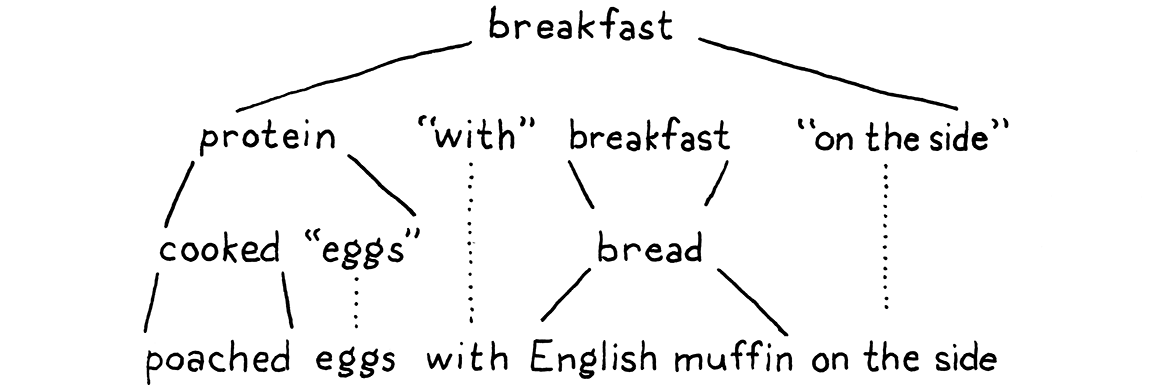 breakfast
protein “with” breakfast “on the side”
cooked “eggs” bread
poached eggs with English muffin on the side